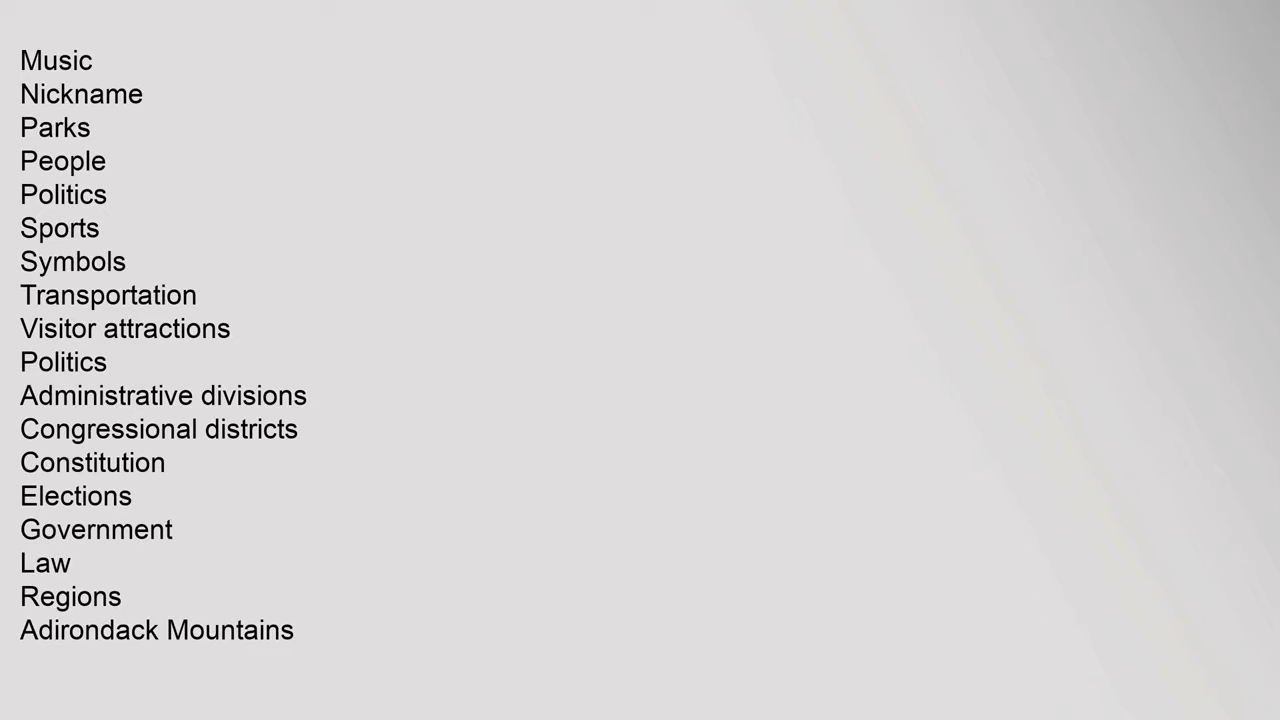 Music
Nickname
Parks
People
Politics
Sports
Symbols
Transportation
Visitor attractions
Politics
Administrative divisions
Congressional districts
Constitution
Elections
Government
Law
Regions
Adirondack Mountains